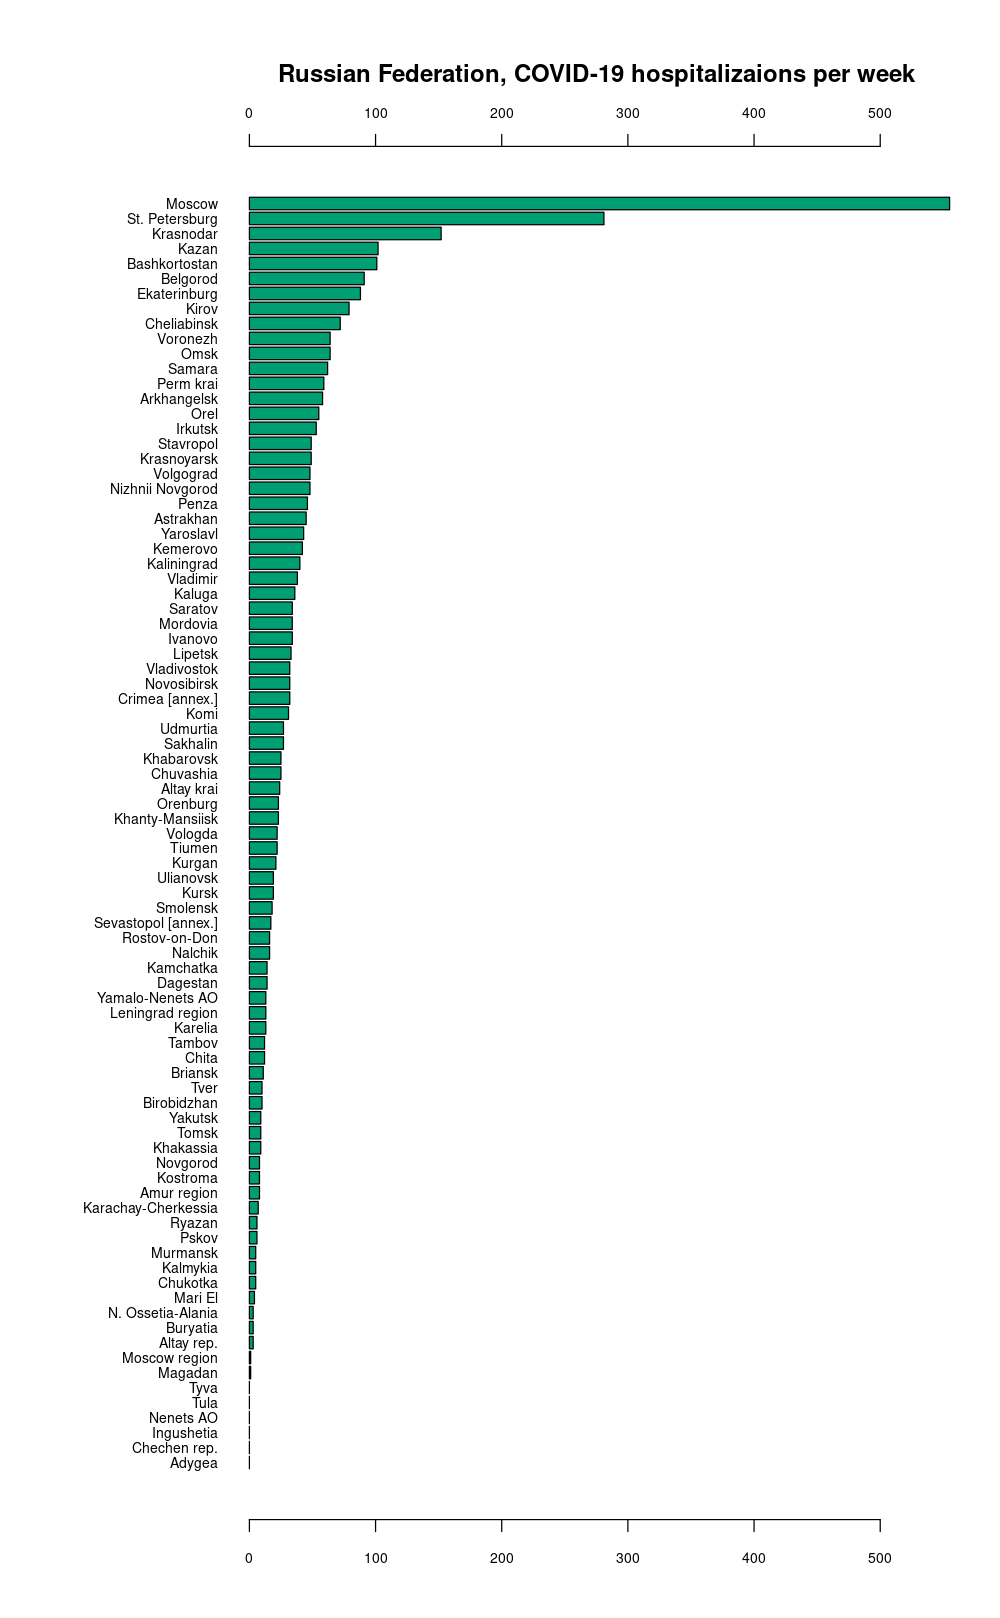 Russian Federation, COVID-19 hospitalizaions per week
0 100 200 300 400 500
Moscow
St. Petersburg
Krasnodar
Kazan
Bashkortostan
Belgorod
Ekaterinburg
Kirov
Cheliabinsk
Voronezh
Omsk
Samara
Perm krai
Arkhangelsk
Orel
Irkutsk
Stavropol
Krasnoyarsk
Volgograd
Nizhnii Novgorod
Penza
Astrakhan
Yaroslavl
Kemerovo
Kaliningrad
Vladimir
Kaluga
Saratov
Mordovia
Ivanovo
Lipetsk
Vladivostok
Novosibirsk
Crimea [annex.]
Komi
Udmurtia
Sakhalin
Khabarovsk
Chuvashia
Altay krai
Orenburg
Khanty-Mansiisk
Vologda
Tiumen
Kurgan
Ulianovsk
Kursk
Smolensk
Sevastopol [annex.]
Rostov-on-Don
Nalchik
Kamchatka
Dagestan
Yamalo-Nenets AO
Leningrad region
Karelia
Tambov
Chita
Briansk
Tver
Birobidzhan
Yakutsk
Tomsk
Khakassia
Novgorod
Kostroma
Amur region
Karachay-Cherkessia
Ryazan
Pskov
Murmansk
Kalmykia
Chukotka
Mari El
N. Ossetia-Alania
Buryatia
Altay rep.
Moscow region
Magadan
Tyva
Tula
Nenets AO
Ingushetia
Chechen rep.
Adygea
0 100 200 300 400 500